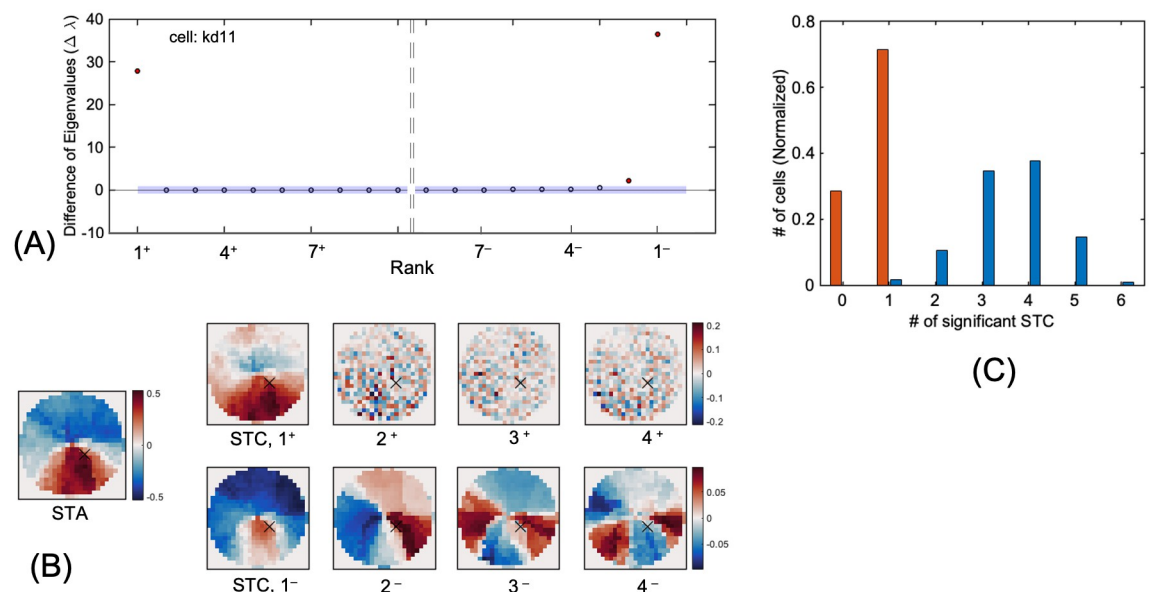 (A)
Difference of Eigenvalues (Δ λ)
40
30
20
10
0
-10
cell: kd11
1+ 4+ 7+ 7− 4− 1−
Rank
(B)
STA
0.5
0
-0.5
STC, 1+ 2+ 3+ 4+
0.2
0.1
0
-0.1
-0.2
STC, 1− 2− 3− 4−
0.05
0
-0.05
# of cells (Normalized)
0.8
0.6
0.4
0.2
0
0 1 2 3 4 5 6
# of significant STC
(C)